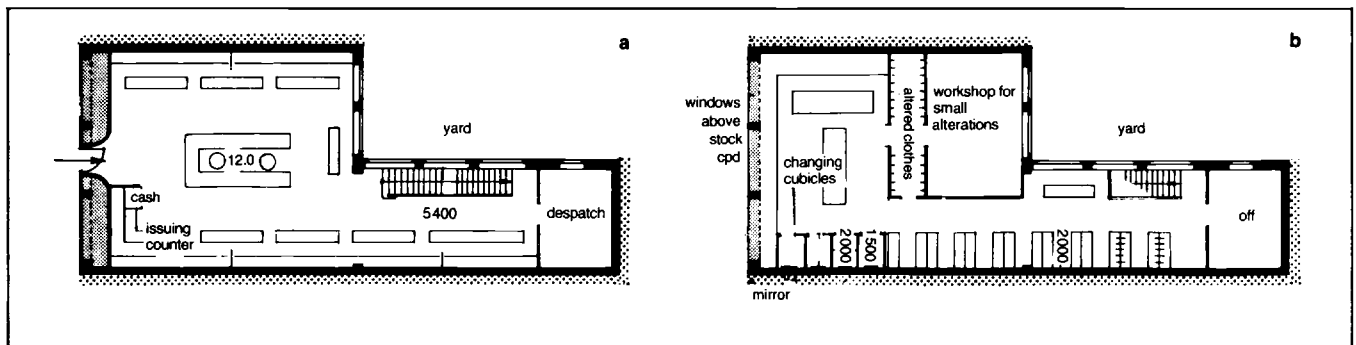 a
yard
12.0
cash
issuing
counter
5400
despatch
b
windows
above
stock
cpd
altered clothes
workshop for
small
alterations
yard
changing
cubicles
2000
1500
2000
off
mirror